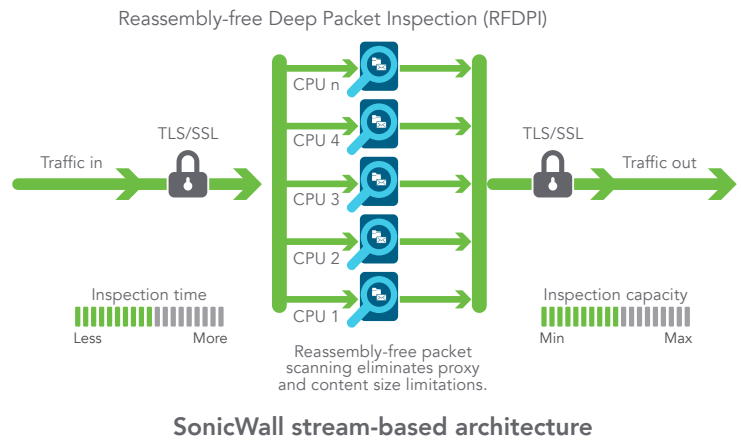 Reassembly-free Deep Packet Inspection (RFDPI)
CPU n
TLS/SSL
CPU 4
TLS/SSL
Traffic in
Traffic out
CPU 3
CPU 2
Inspection time
Less
More
CPU 1
Inspection capacity
Min
Max
Reassembly-free packet
scanning eliminates proxy
and content size limitations.
SonicWall stream-based architecture